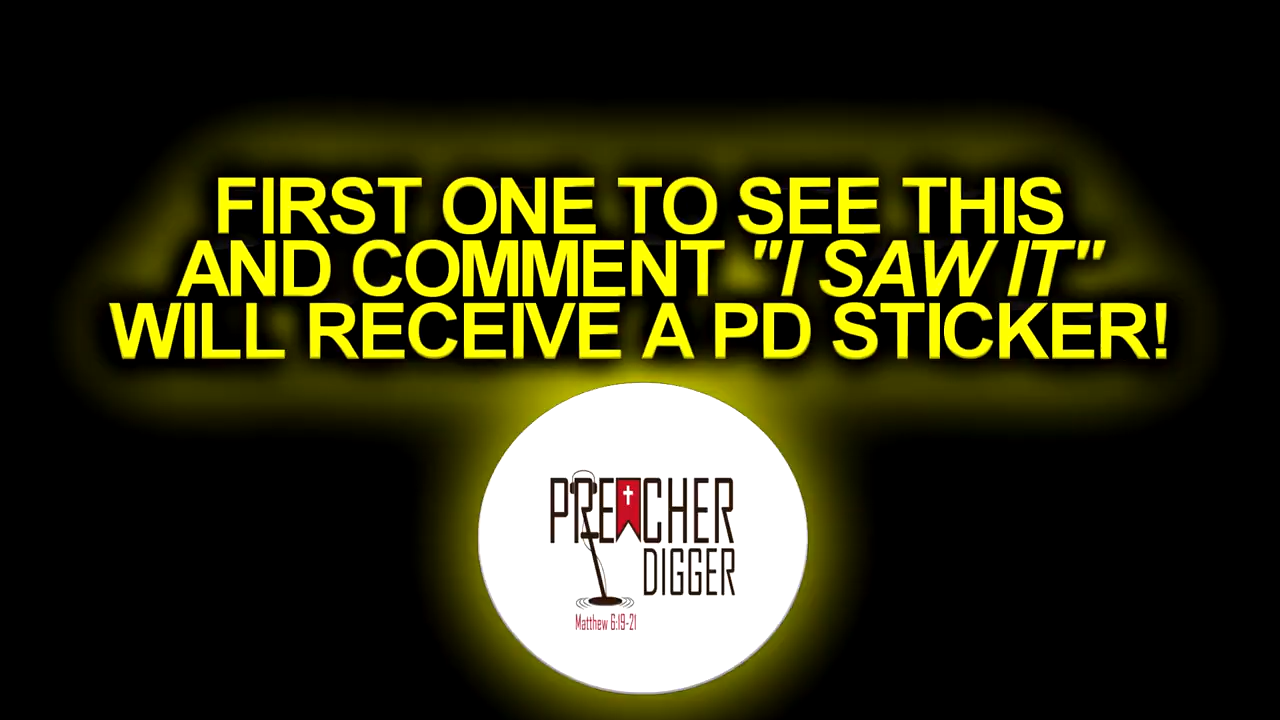 FIRST ONE TO SEE THIS
AND COMMENT "I SAW IT"
WILL RECEIVE A PD STICKER!
PREACHER
DIGGER
Matthew 6:19-21